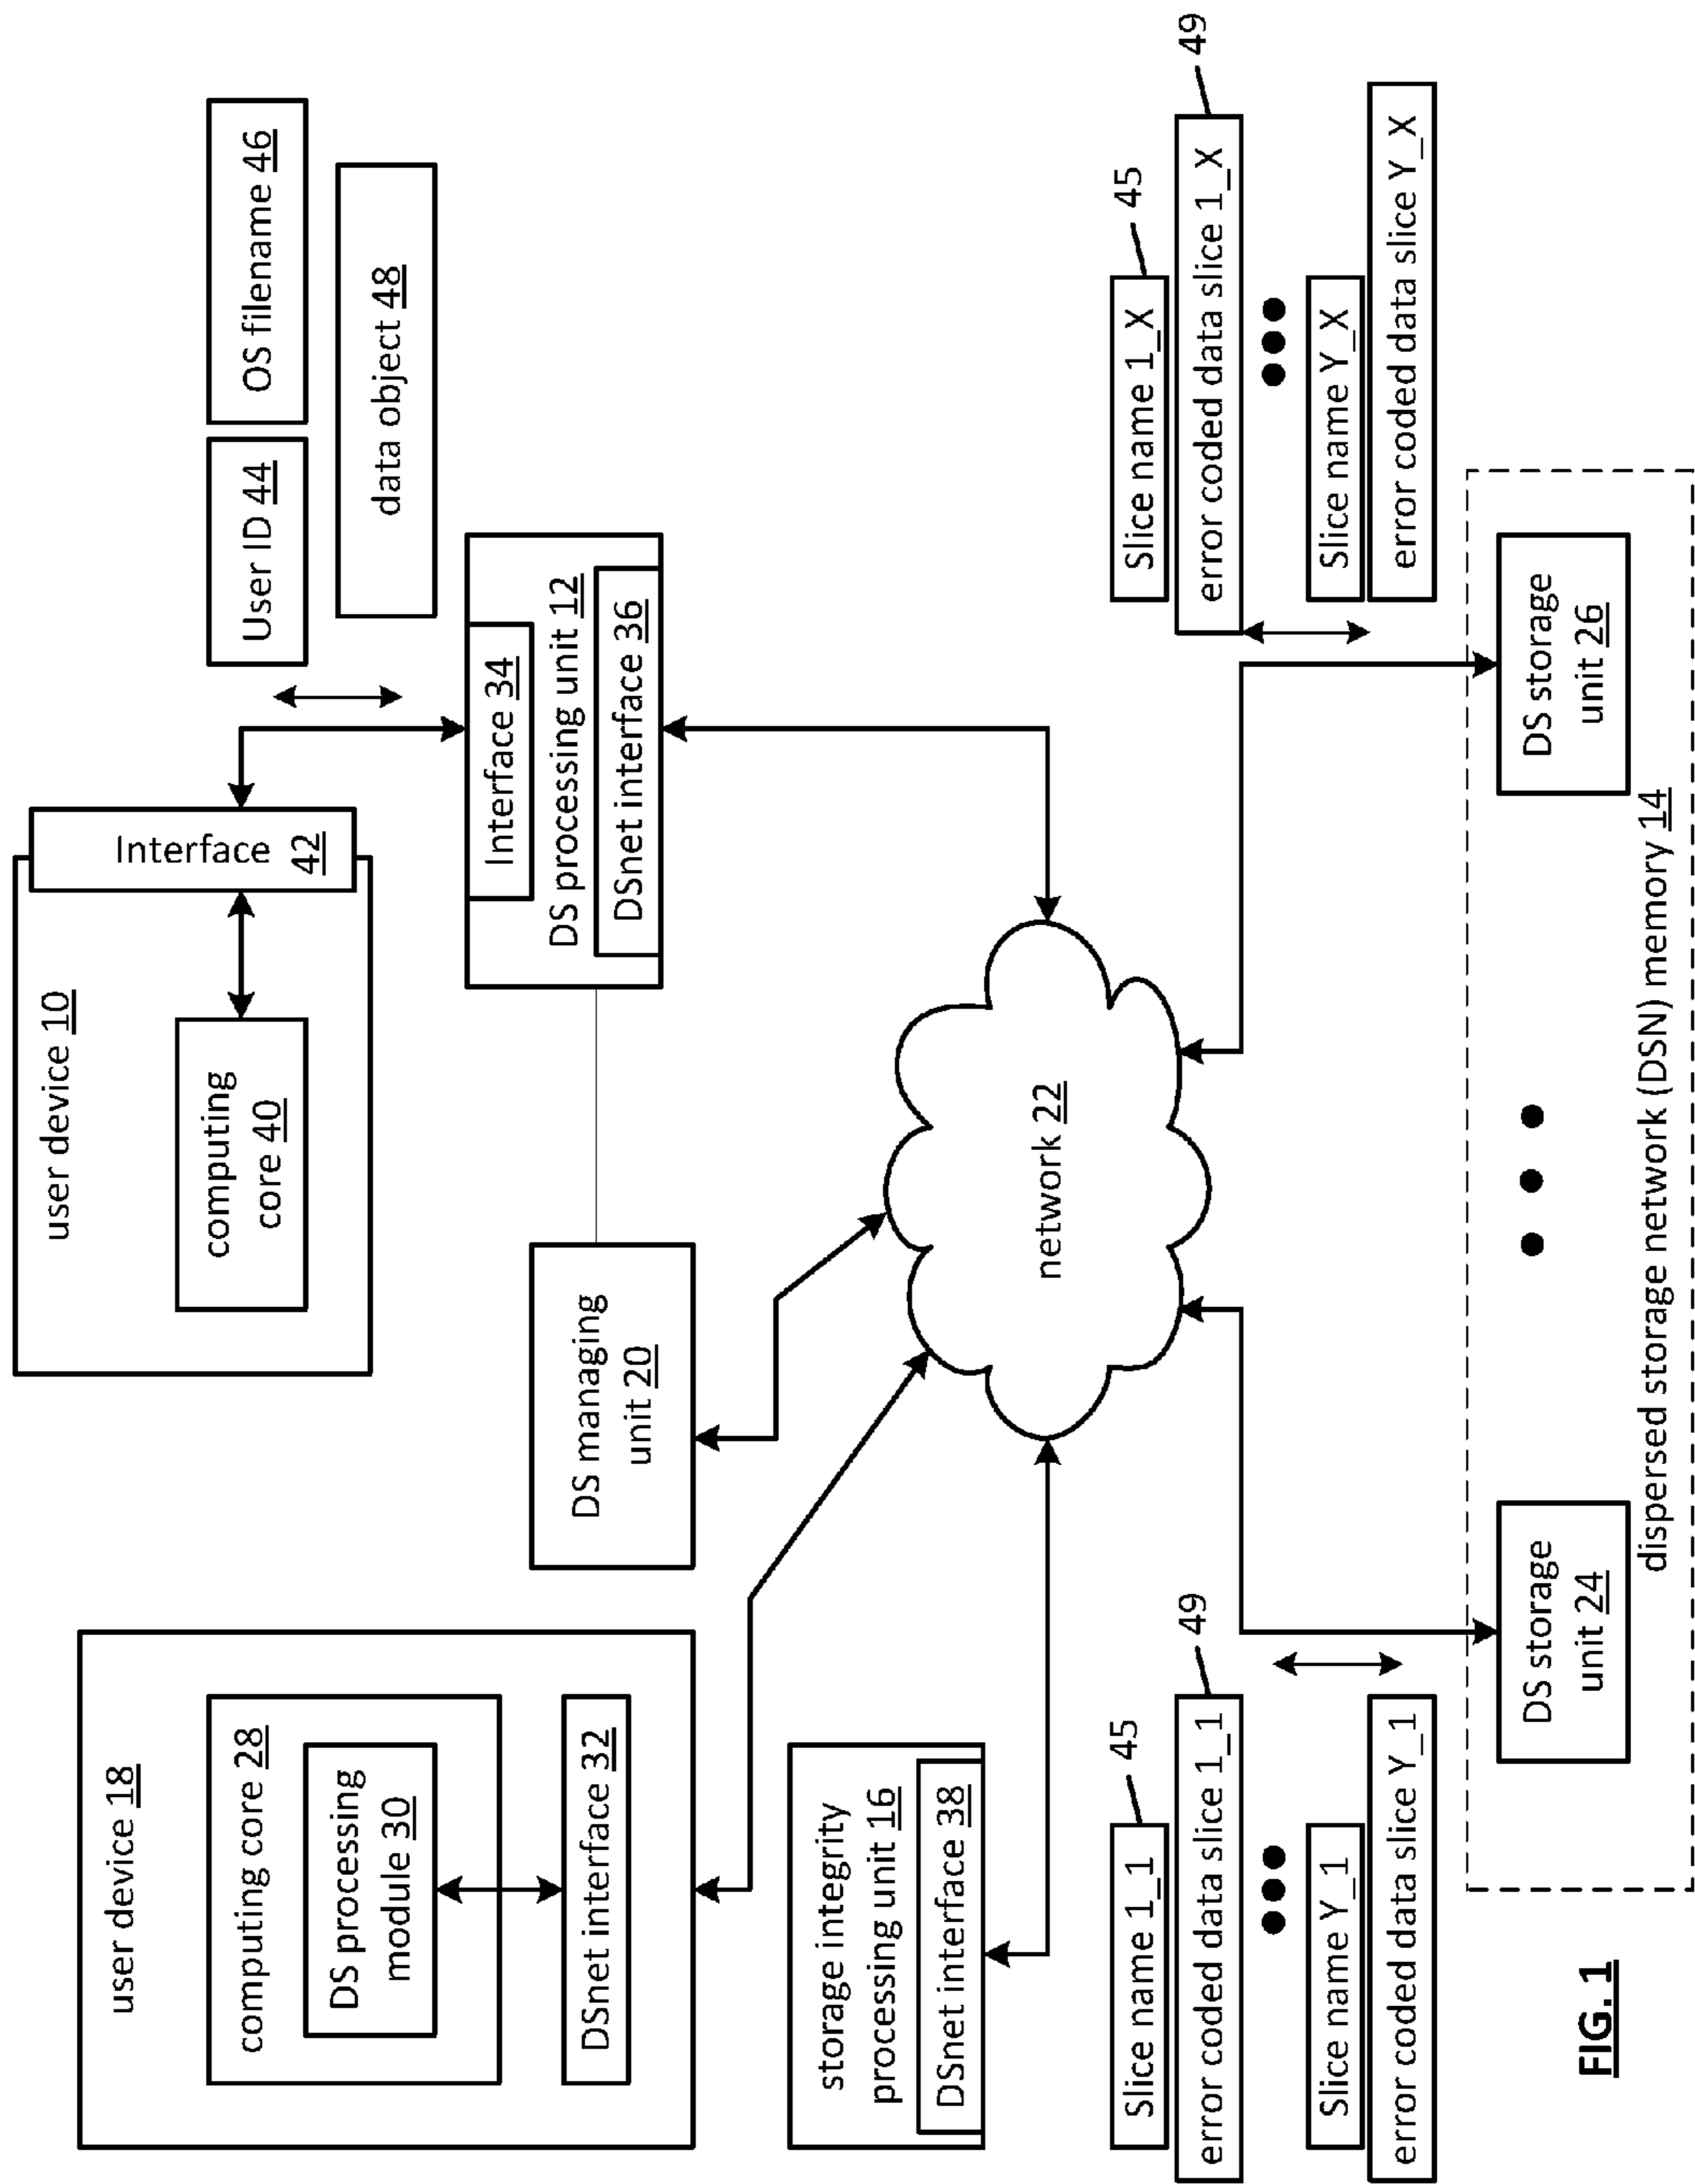 user device 18
computing core 28
DS processing
module 30
DSnet interface 32
user device 10
computing
core 40
Interface
42
User ID 44
OS filename 46
data object 48
DS managing
unit 20
Interface 34
DS processing unit 12
DSnet interface 36
storage integrity
processing unit 16
DSnet interface 38
network 22
45
Slice name 1_1
49
error coded data slice 1_1
Slice name Y_1
error coded data slice Y_1
45
Slice name 1_X
49
error coded data slice 1_X
Slice name Y_X
error coded data slice Y_X
DS storage
unit 24
DS storage
unit 26
dispersed storage network (DSN) memory 14
FIG. 1